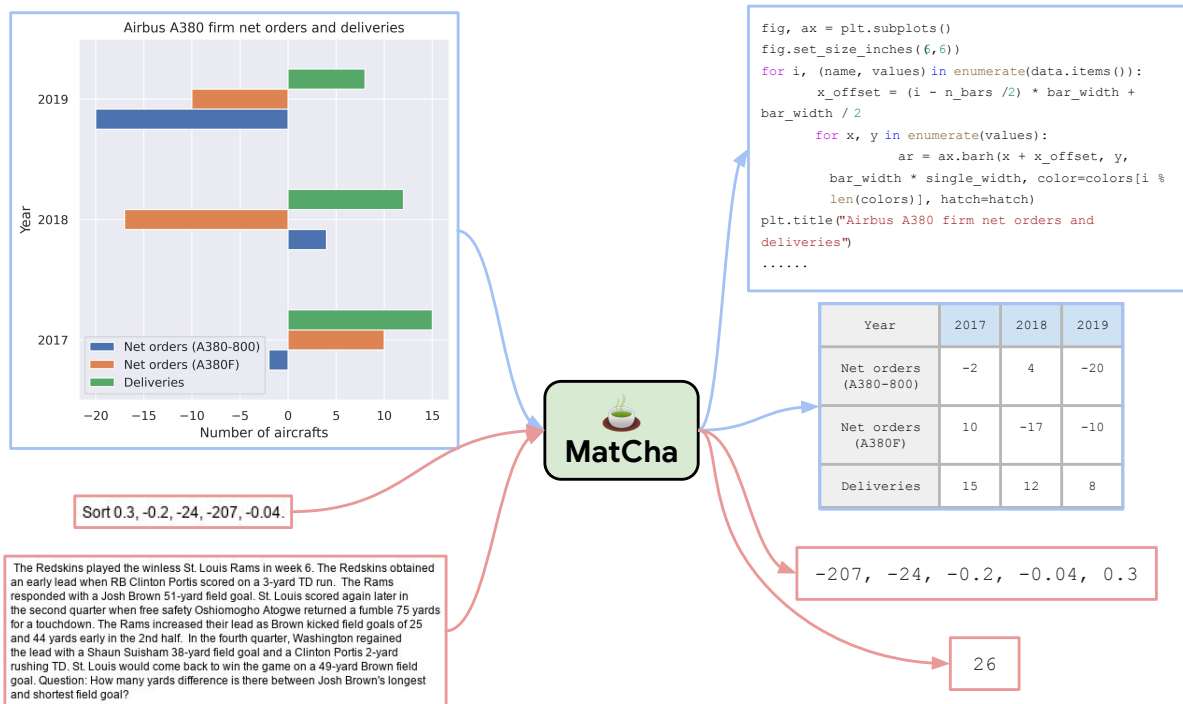 Airbus A380 firm net orders and deliveries
Year
2019
2018
2017
Net orders (A380-800)
Net orders (A380F)
Deliveries
−20 −15 −10 −5 0 5 10 15
Number of aircrafts
Sort 0.3, -0.2, -24, -207, -0.04.
The Redskins played the winless St. Louis Rams in week 6. The Redskins obtained
an early lead when RB Clinton Portis scored on a 3-yard TD run. The Rams
responded with a Josh Brown 51-yard field goal. St. Louis scored again later in
the second quarter when free safety Oshiomogho Atogwe returned a fumble 75 yards
for a touchdown. The Rams increased their lead as Brown kicked field goals of 25
and 44 yards early in the 2nd half. In the fourth quarter, Washington regained
the lead with a Shaun Suisham 38-yard field goal and a Clinton Portis 2-yard
rushing TD. St. Louis would come back to win the game on a 49-yard Brown field
goal. Question: How many yards difference is there between Josh Brown's longest
and shortest field goal?
MatCha
fig, ax = plt.subplots()
fig.set_size_inches((6,6))
for i, (name, values) in enumerate(data.items()):
x_offset = (i - n_bars /2) * bar_width +
bar_width / 2
for x, y in enumerate(values):
ar = ax.barh(x + x_offset, y,
bar_width * single_width, color=colors[i %
len(colors)], hatch=hatch)
plt.title("Airbus A380 firm net orders and
deliveries")
......
Year 2017 2018 2019
Net orders
(A380-800) -2 4 -20
Net orders
(A380F) 10 -17 -10
Deliveries 15 12 8
-207, -24, -0.2, -0.04, 0.3
26